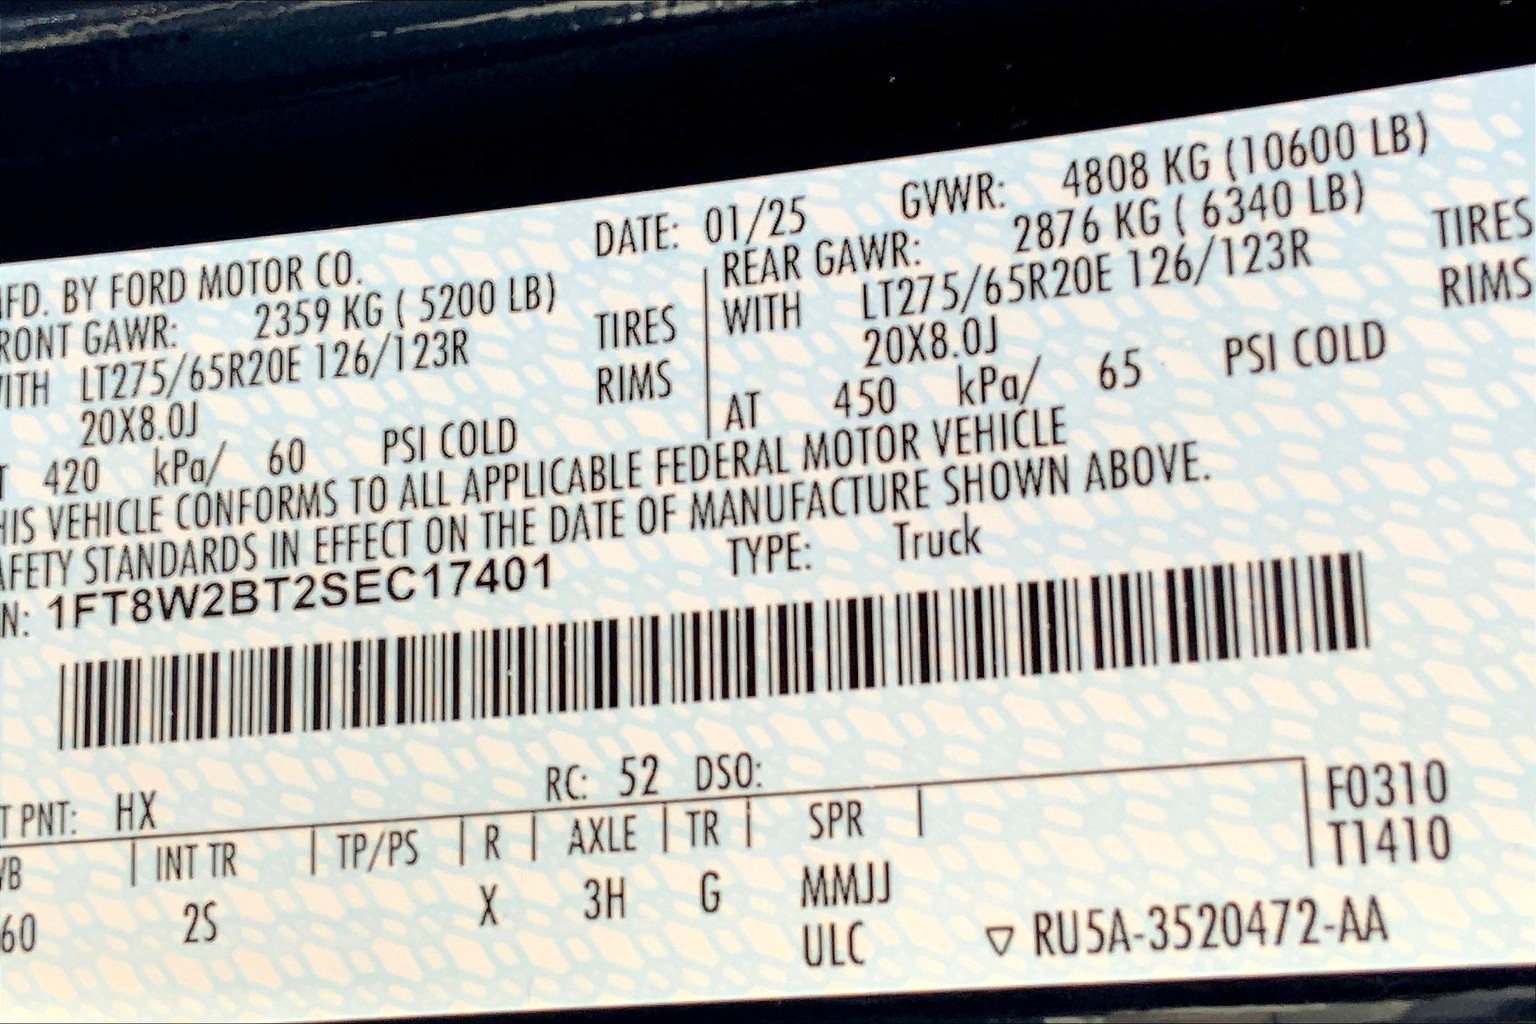 MFD. BY FORD MOTOR CO. DATE: 01/25 GVWR: 4808 KG (10600 LB)
FRONT GAWR: 2359 KG ( 5200 LB) REAR GAWR: 2876 KG ( 6340 LB)
WITH LT275/65R20E 126/123R TIRES WITH LT275/65R20E 126/123R TIRES
20X8.0J RIMS 20X8.0J RIMS
AT 420 kPa/ 60 PSI COLD AT 450 kPa/ 65 PSI COLD
THIS VEHICLE CONFORMS TO ALL APPLICABLE FEDERAL MOTOR VEHICLE
SAFETY STANDARDS IN EFFECT ON THE DATE OF MANUFACTURE SHOWN ABOVE.
VIN: 1FT8W2BT2SEC17401 TYPE: Truck
T PNT: HX RC: 52 DSO:
WB INT TR TP/PS R AXLE TR SPR F0310
T1410
60 2S X 3H G MMJJ
ULC RU5A-3520472-AA